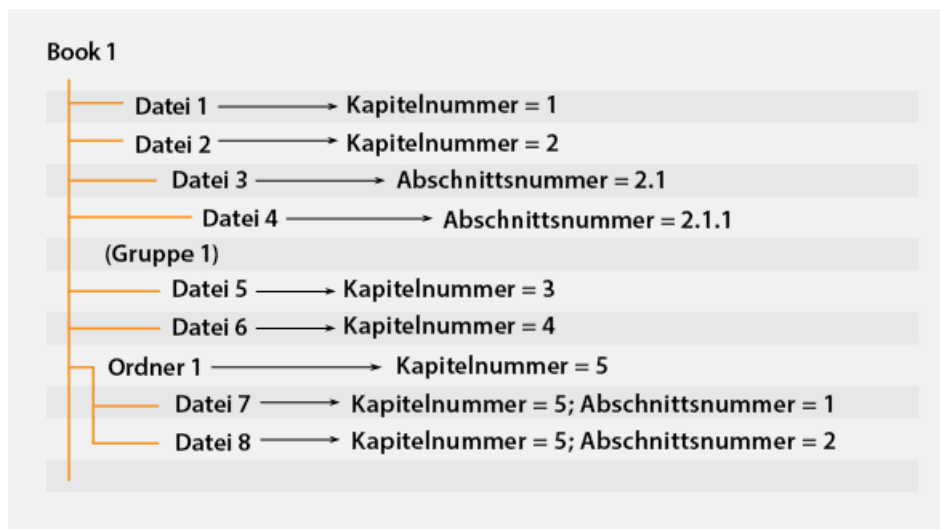 Book 1
Datei 1 Kapitelnummer = 1
Datei 2 Kapitelnummer = 2
Datei 3 Abschnittsnummer = 2.1
Datei 4 Abschnittsnummer = 2.1.1
(Gruppe 1)
Datei 5 Kapitelnummer = 3
Datei 6 Kapitelnummer = 4
Ordner 1 Kapitelnummer = 5
Datei 7 Kapitelnummer = 5; Abschnittsnummer = 1
Datei 8 Kapitelnummer = 5; Abschnittsnummer = 2